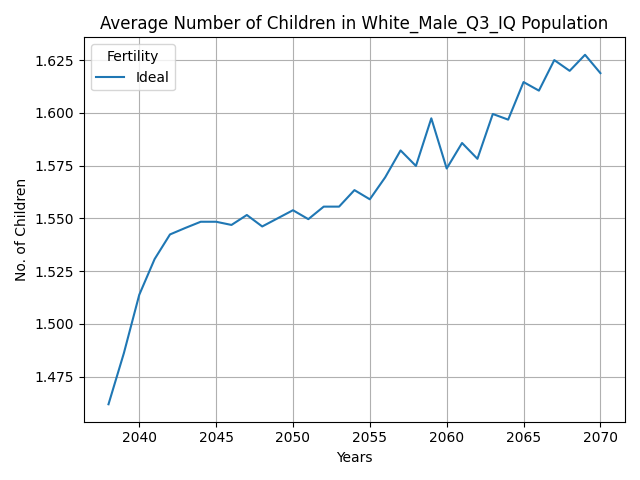 Average Number of Children in White_Male_Q3_IQ Population
Fertility
Ideal
No. of Children
1.625
1.600
1.575
1.550
1.525
1.500
1.475
2040 2045 2050 2055 2060 2065 2070
Years